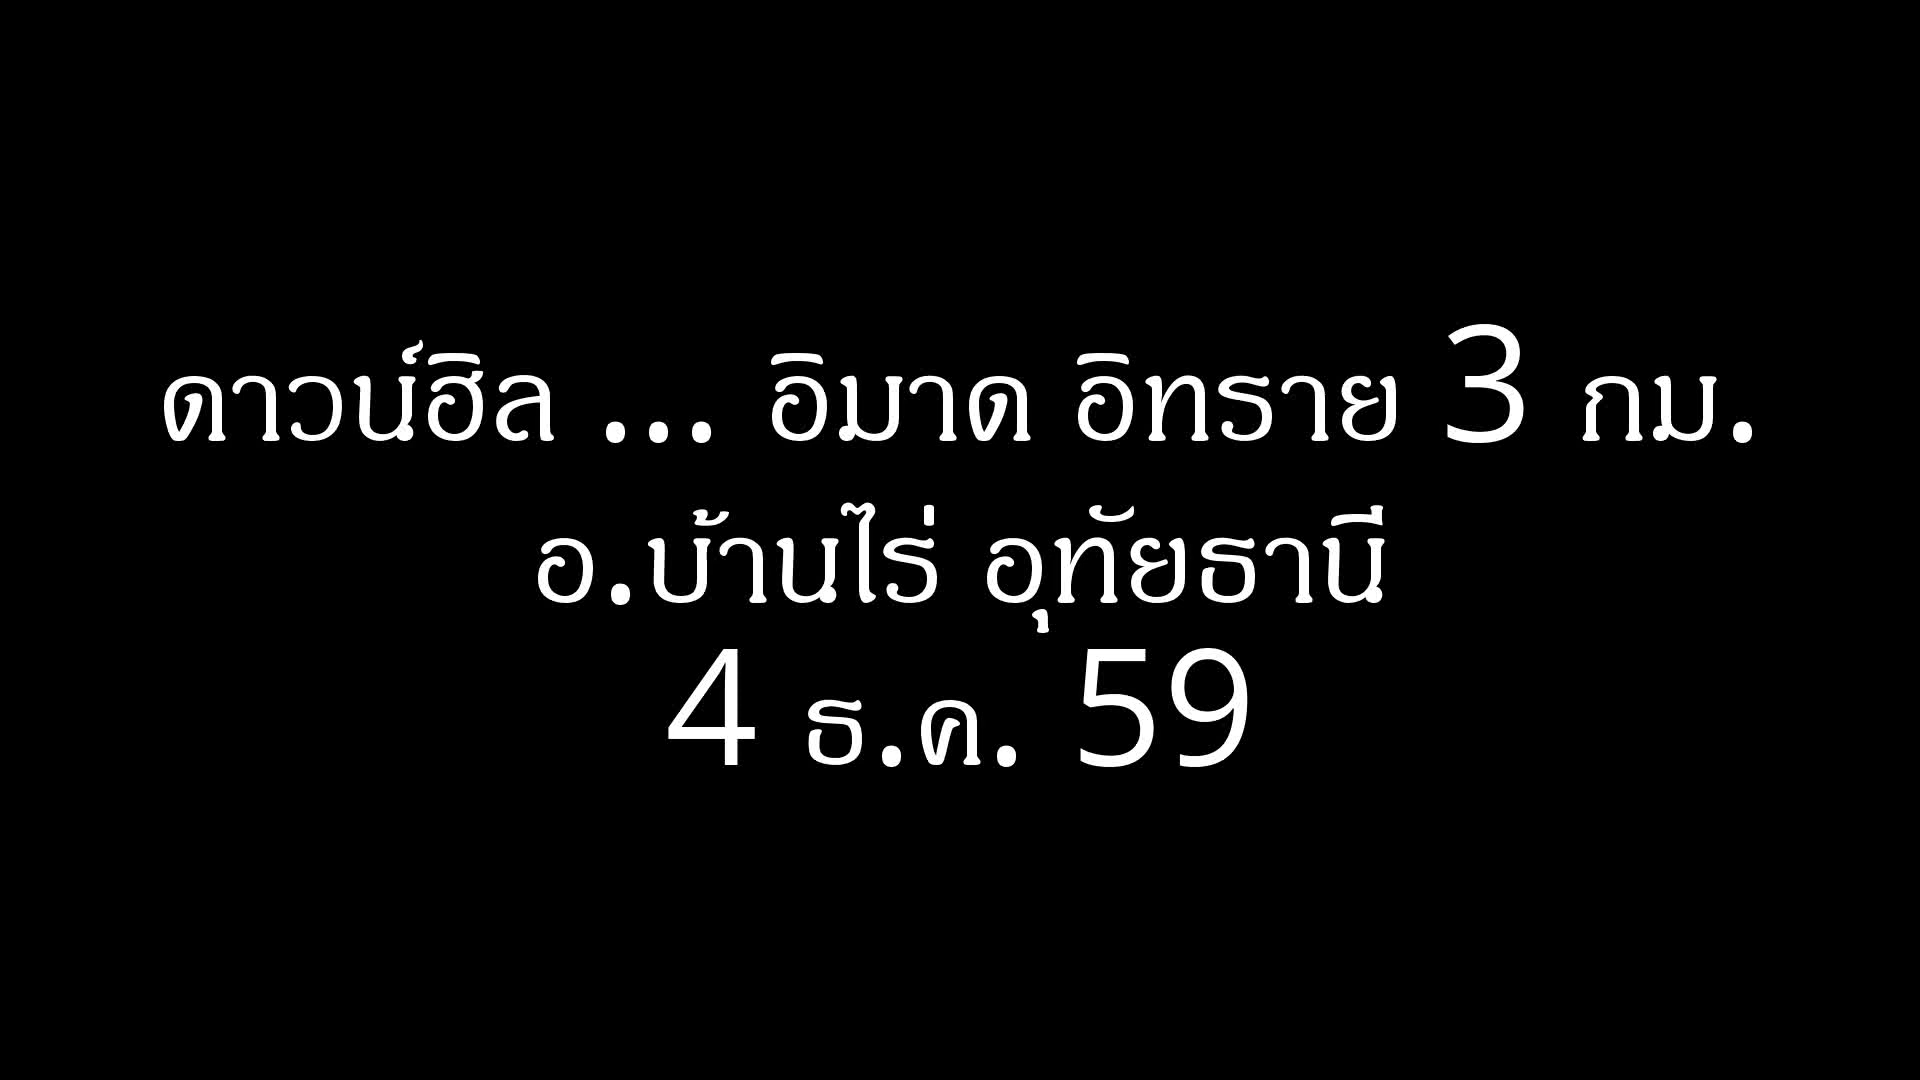 ดาวน์ฮิล ... อิมาด อิทราย 3 กม.
อ.บ้านไร่ อุทัยธานี
4 ธ.ค. 59